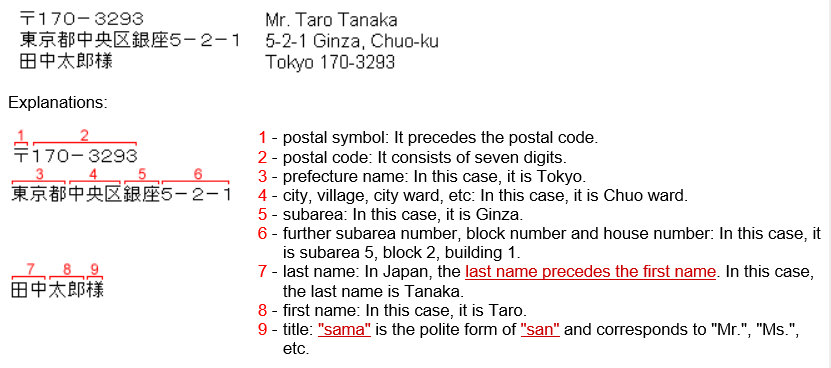 〒170-3293
東京都中央区銀座5-2-1
田中太郎様
Mr. Taro Tanaka
5-2-1 Ginza, Chuo-ku
Tokyo 170-3293
Explanations:
1 2
〒170-3293
3 4 5 6
東京都中央区銀座5-2-1
7 8 9
田中太郎様
1 - postal symbol: It precedes the postal code.
2 - postal code: It consists of seven digits.
3 - prefecture name: In this case, it is Tokyo.
4 - city, village, city ward, etc: In this case, it is Chuo ward.
5 - subarea: In this case, it is Ginza.
6 - further subarea number, block number and house number: In this case, it
is subarea 5, block 2, building 1.
7 - last name: In Japan, the last name precedes the first name. In this case,
the last name is Tanaka.
8 - first name: In this case, it is Taro.
9 - title: "sama" is the polite form of "san" and corresponds to "Mr.", "Ms.",
etc.